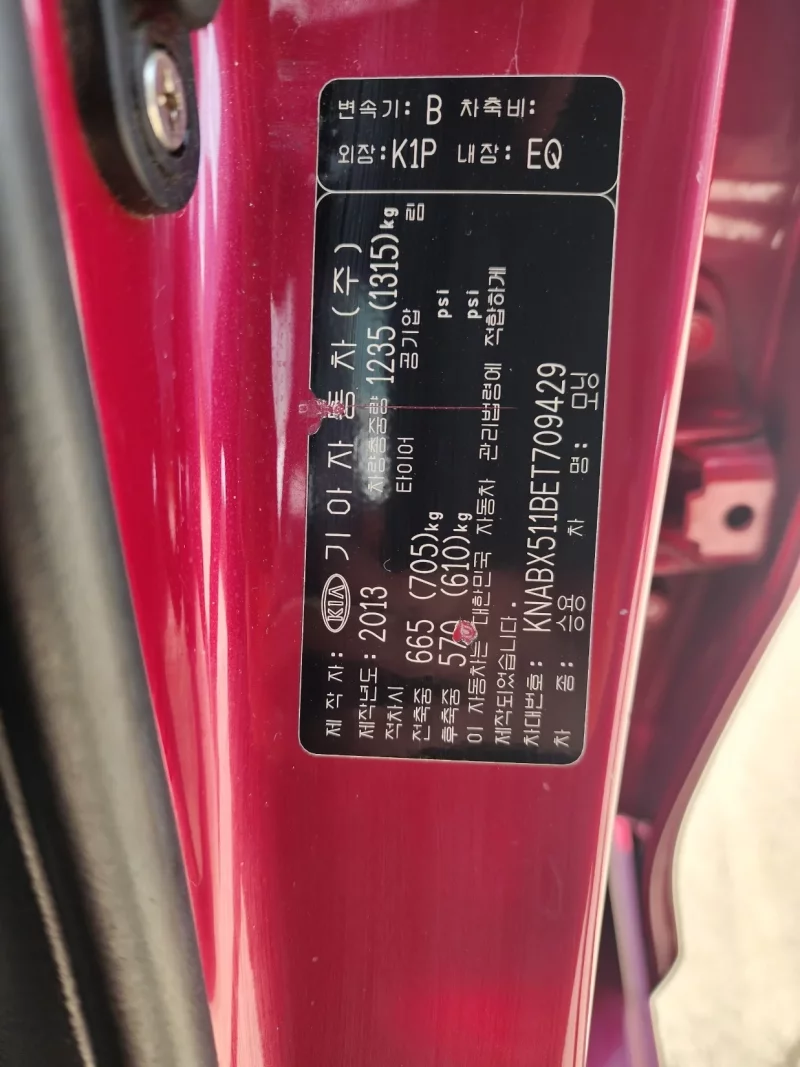 변속기: B 차축비:
외장: K1P 내장: EQ
제 작 자: KIA 기 아 자 동 차 (주)
제작년도: 2013 차량총중량 1235 (1315)kg
적차시 타이어 공기압 림
전축중 665 (705)kg psi
후축중 570 (610)kg psi
이 자동차는 대한민국 자동차 관리법령에 적합하게
제작되었습니다.
차대번호: KNABX511BET709429
차 종: 승용 차 명: 모닝